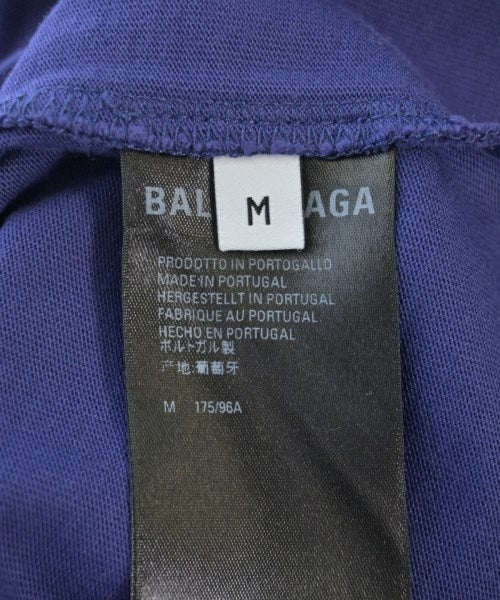 BAL AGA
M
PRODOTTO IN PORTOGALLO
MADE IN PORTUGAL
HERGESTELLT IN PORTUGAL
FABRIQUE AU PORTUGAL
HECHO EN PORTUGAL
ポルトガル製
产地:葡萄牙
M 175/96A